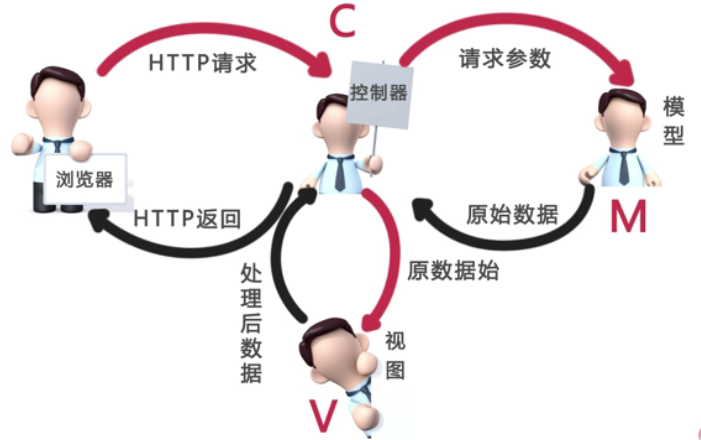 C
HTTP请求
请求参数
控制器
模型
浏览器
HTTP返回
原始数据
M
处理后数据
原数据始
视图
V